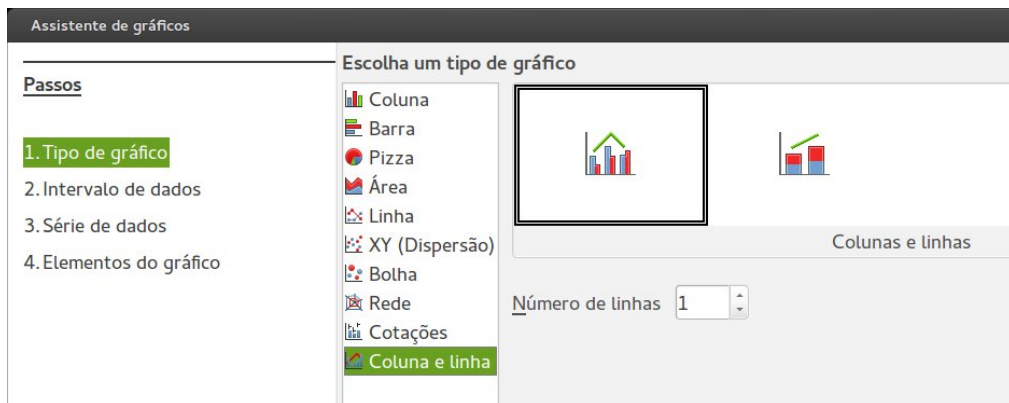 Assistente de gráficos
Passos
1. Tipo de gráfico
2. Intervalo de dados
3. Série de dados
4. Elementos do gráfico
Escolha um tipo de gráfico
Coluna
Barra
Pizza
Área
Linha
XY (Dispersão)
Bolha
Rede
Cotações
Coluna e linha
Colunas e linhas
Número de linhas 1